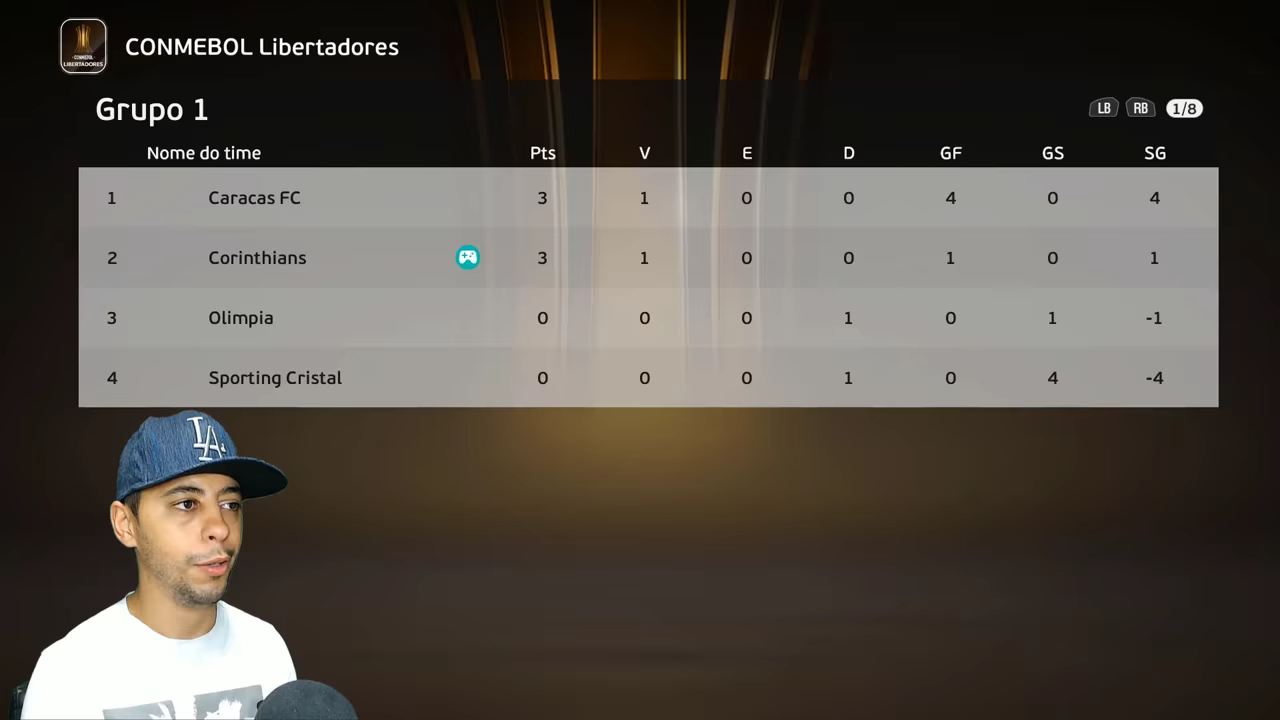 CONMEBOL
LIBERTADORES
CONMEBOL Libertadores
Grupo 1
LB RB 1/8
Nome do time Pts V E D GF GS SG
1 Caracas FC 3 1 0 0 4 0 4
2 Corinthians 3 1 0 0 1 0 1
3 Olimpia 0 0 0 1 0 1 -1
4 Sporting Cristal 0 0 0 1 0 4 -4
LA